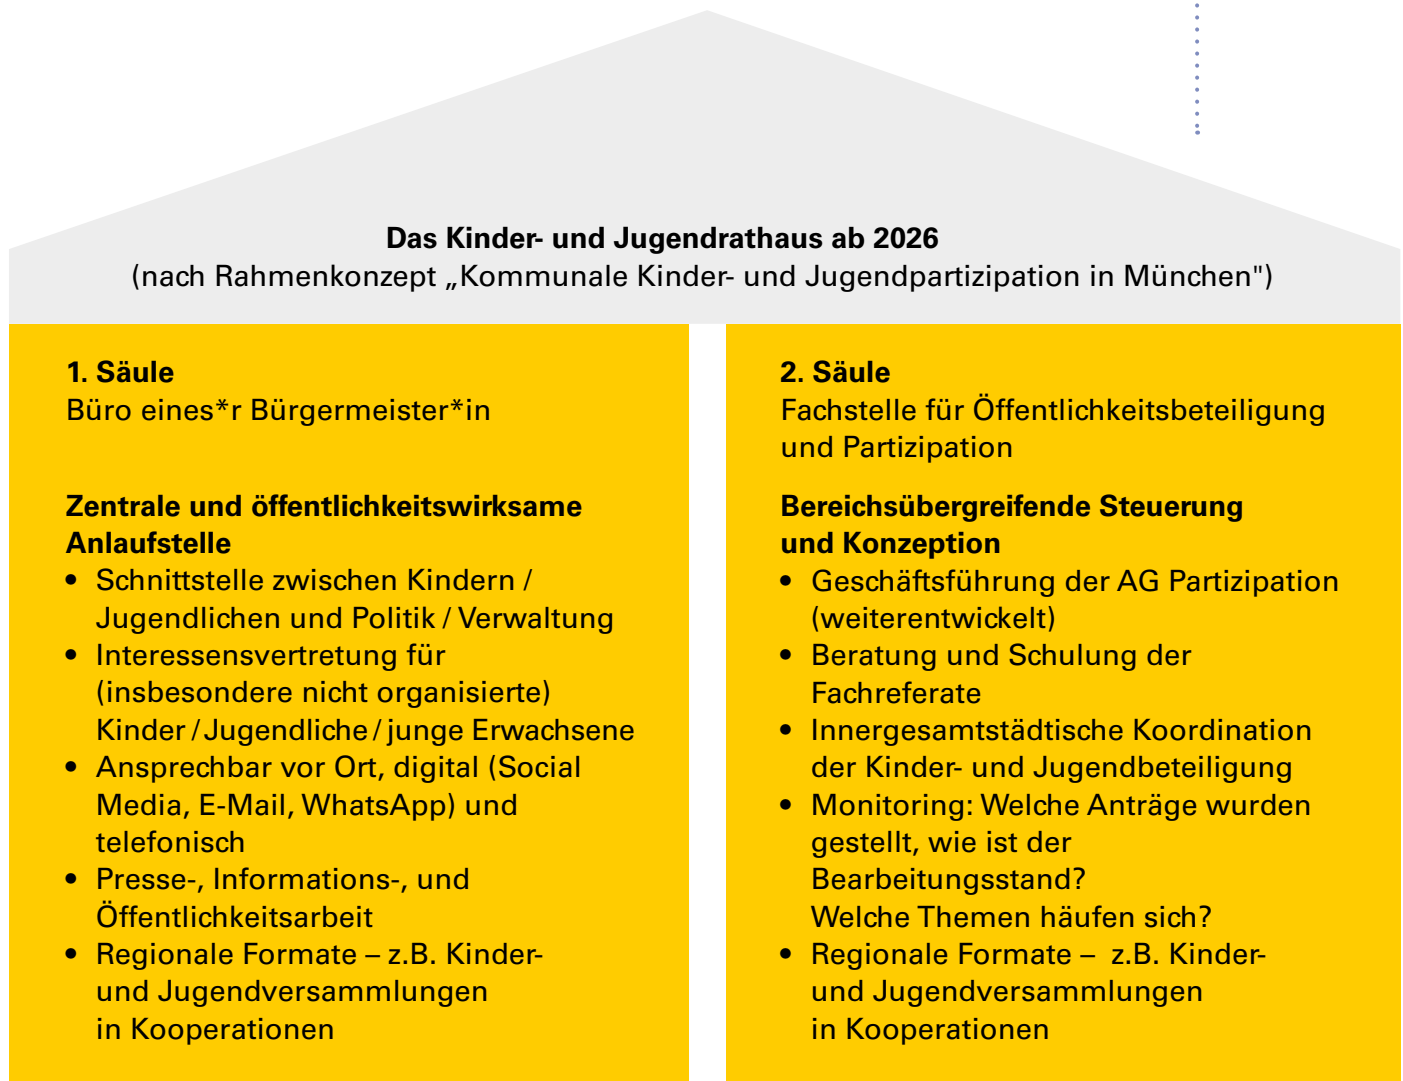 Das Kinder- und Jugendrathaus ab 2026
(nach Rahmenkonzept „Kommunale Kinder- und Jugendpartizipation in München")
1. Säule
Büro eines*r Bürgermeister*in
Zentrale und öffentlichkeitswirksame
Anlaufstelle
• Schnittstelle zwischen Kindern /
Jugendlichen und Politik / Verwaltung
• Interessensvertretung für
(insbesondere nicht organisierte)
Kinder / Jugendliche / junge Erwachsene
• Ansprechbar vor Ort, digital (Social
Media, E-Mail, WhatsApp) und
telefonisch
• Presse-, Informations-, und
Öffentlichkeitsarbeit
• Regionale Formate – z.B. Kinder-
und Jugendversammlungen
in Kooperationen
2. Säule
Fachstelle für Öffentlichkeitsbeteiligung
und Partizipation
Bereichsübergreifende Steuerung
und Konzeption
• Geschäftsführung der AG Partizipation
(weiterentwickelt)
• Beratung und Schulung der
Fachreferate
• Innergesamtstädtische Koordination
der Kinder- und Jugendbeteiligung
• Monitoring: Welche Anträge wurden
gestellt, wie ist der
Bearbeitungsstand?
Welche Themen häufen sich?
• Regionale Formate – z.B. Kinder-
und Jugendversammlungen
in Kooperationen